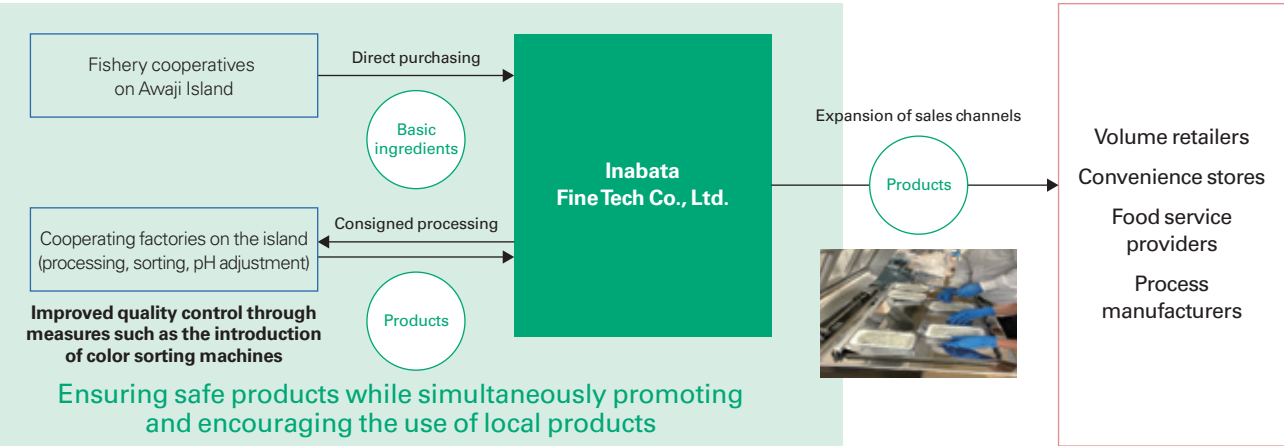 Fishery cooperatives
on Awaji Island
Direct purchasing
Basic
ingredients
Cooperating factories on the island
(processing, sorting, pH adjustment)
Consigned processing
Products
Improved quality control through
measures such as the introduction
of color sorting machines
Inabata
Fine Tech Co., Ltd.
Expansion of sales channels
Products
Volume retailers
Convenience stores
Food service
providers
Process
manufacturers
Ensuring safe products while simultaneously promoting
and encouraging the use of local products